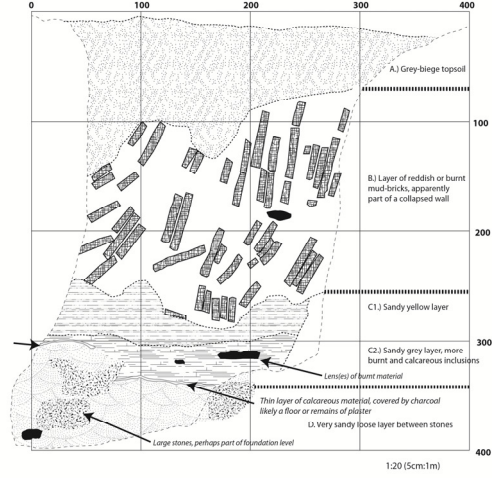 0 100 200 300 400
A.) Grey-biege topsoil
100
B.) Layer of reddish or burnt
mud-bricks, apparently
part of a collapsed wall
200
C1.) Sandy yellow layer
300
C2.) Sandy grey layer, more
burnt and calcareous inclusions
Lens(es) of burnt material
Thin layer of calcareous material, covered by charcoal
likely a floor or remains of plaster
D. Very sandy loose layer between stones
Large stones, perhaps part of foundation level
400
1:20 (5cm:1m)